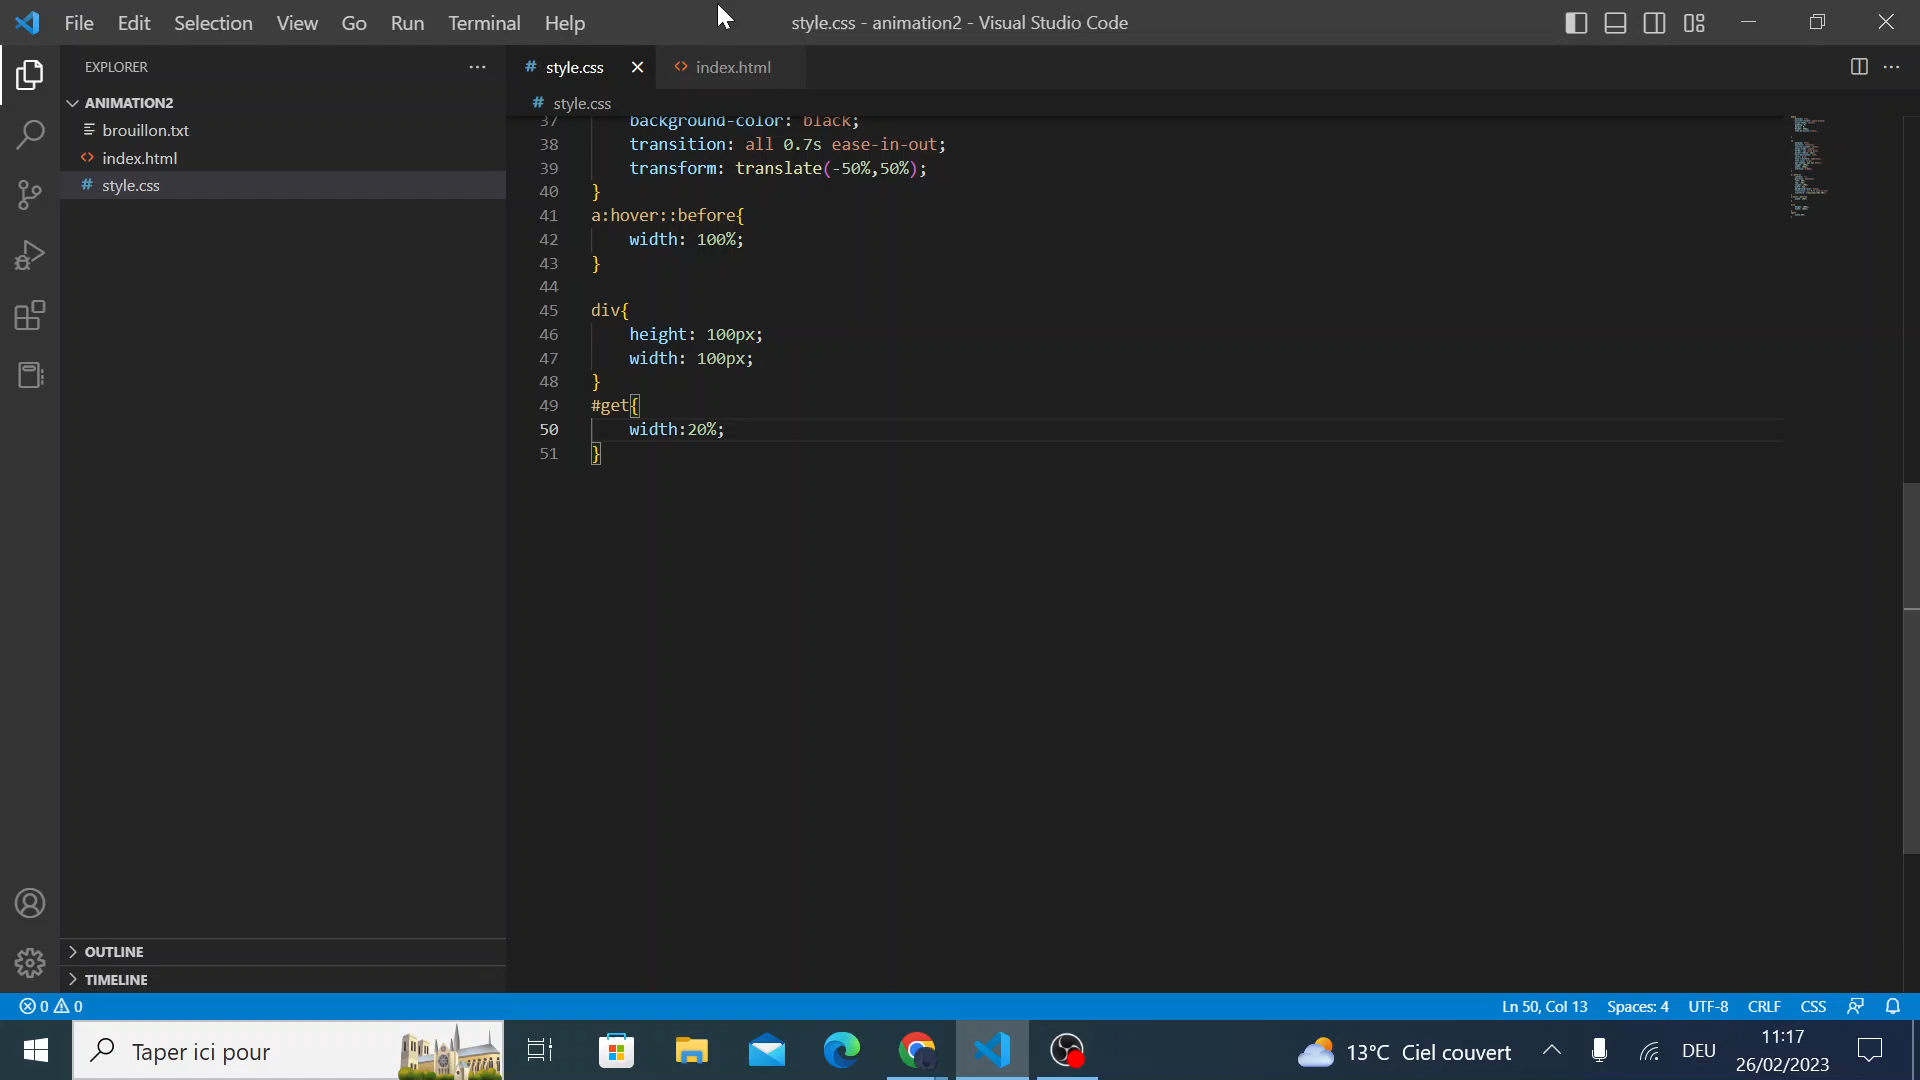 File Edit Selection View Go Run Terminal Help style.css - animation2 - Visual Studio Code
EXPLORER
ANIMATION2
brouillon.txt
index.html
style.css
OUTLINE
TIMELINE
# style.css
index.html
# style.css
37 background-color: black;
38 transition: all 0.7s ease-in-out;
39 transform: translate(-50%,50%);
40 }
41 a:hover::before{
42 width: 100%;
43 }
44
45 div{
46 height: 100px;
47 width: 100px;
48 }
49 #get{
50 width:20%;
51 }
0 0 Ln 50, Col 13 Spaces: 4 UTF-8 CRLF CSS
Taper ici pour 13°C Ciel couvert DEU 11:17
26/02/2023